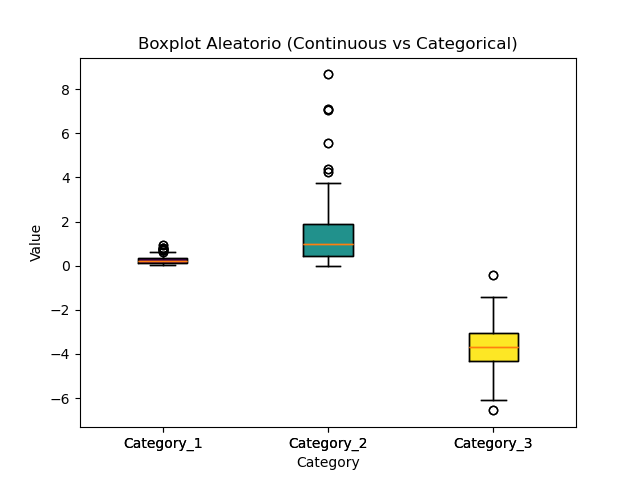 Boxplot Aleatorio (Continuous vs Categorical)
8
6
4
2
0
−2
−4
−6
Value
Category_1
Category_2
Category_3
Category